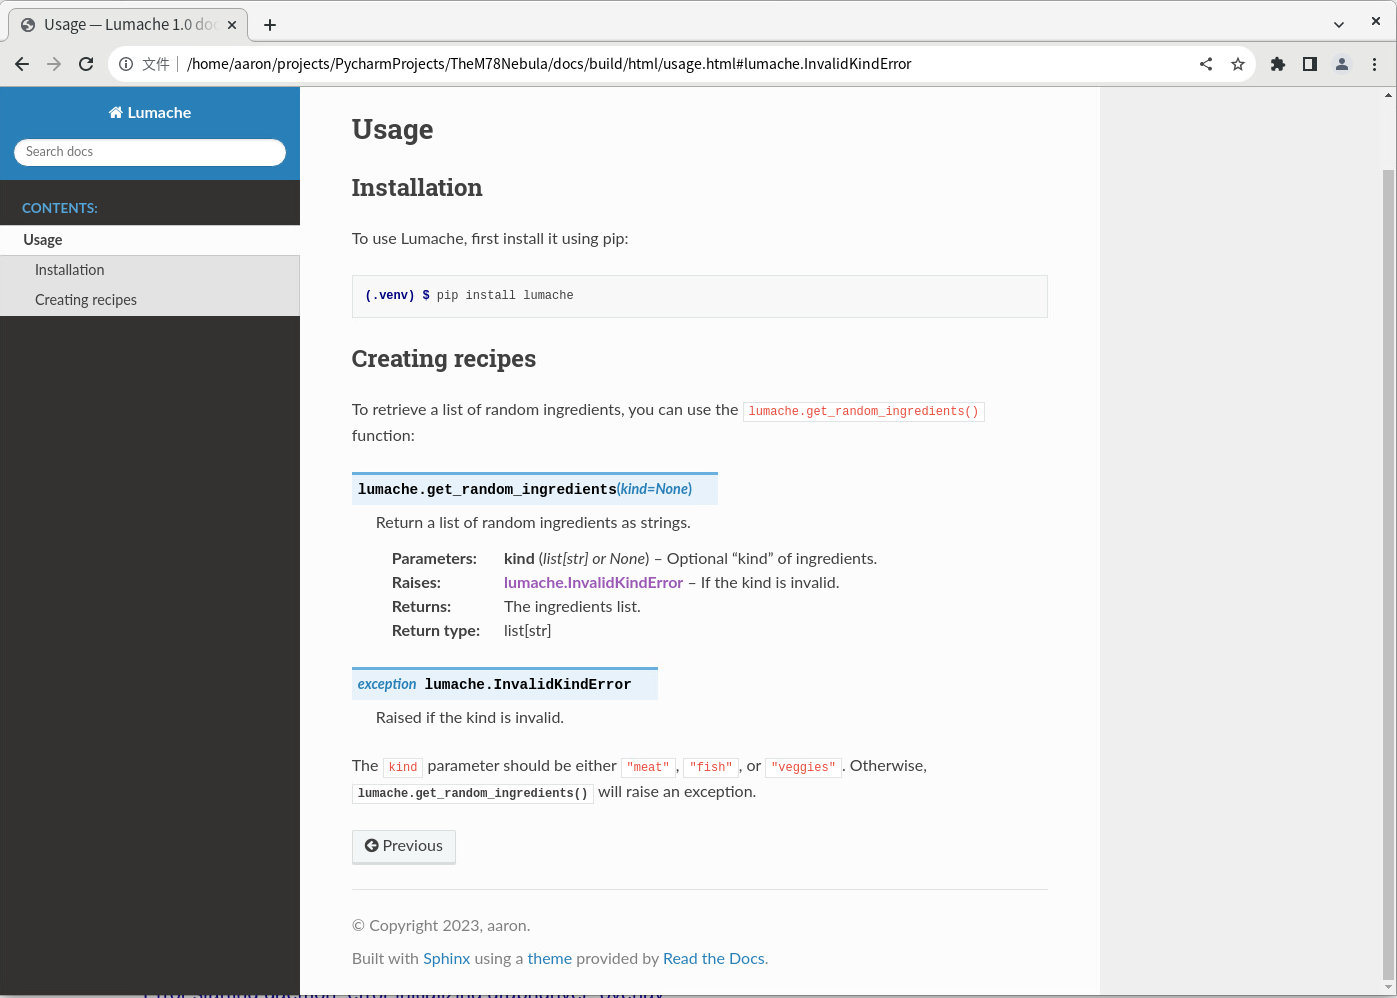 Usage — Lumache 1.0 doc
文件
/home/aaron/projects/PycharmProjects/TheM78Nebula/docs/build/html/usage.html#lumache.InvalidKindError
Lumache
Search docs
CONTENTS:
Usage
Installation
Creating recipes
Usage
Installation
To use Lumache, first install it using pip:
(.venv) $ pip install lumache
Creating recipes
To retrieve a list of random ingredients, you can use the lumache.get_random_ingredients()
function:
lumache.get_random_ingredients(kind=None)
Return a list of random ingredients as strings.
Parameters: kind (list[str] or None) – Optional “kind” of ingredients.
Raises: lumache.InvalidKindError – If the kind is invalid.
Returns: The ingredients list.
Return type: list[str]
exception lumache.InvalidKindError
Raised if the kind is invalid.
The kind parameter should be either "meat", "fish", or "veggies". Otherwise,
lumache.get_random_ingredients() will raise an exception.
Previous
© Copyright 2023, aaron.
Built with Sphinx using a theme provided by Read the Docs.